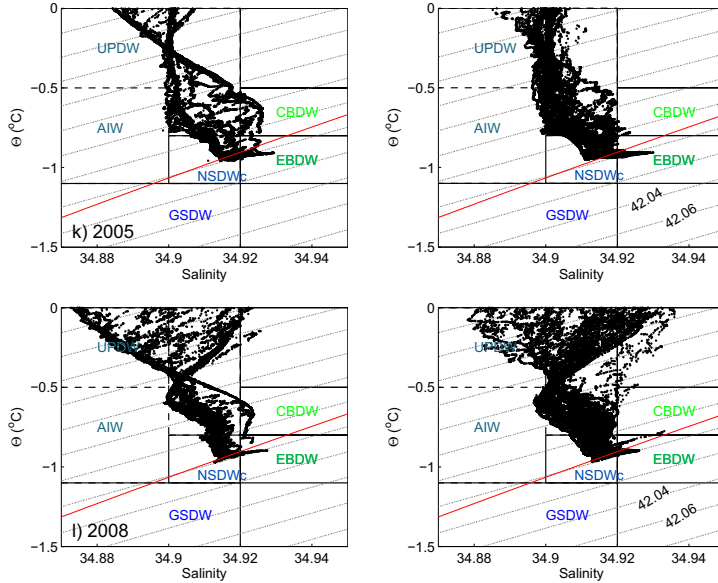 0
UPDW
−0.5
CBDW
Θ (°C)
AIW
EBDW
−1
NSDWc
GSDW
k) 2005
−1.5
34.88
34.9
34.92
34.94
Salinity
0
UPDW
−0.5
CBDW
Θ (°C)
AIW
EBDW
−1
NSDWc
GSDW
42.04
42.06
−1.5
34.88
34.9
34.92
34.94
Salinity
0
UPDW
−0.5
CBDW
Θ (°C)
AIW
EBDW
−1
NSDWc
GSDW
l) 2008
−1.5
34.88
34.9
34.92
34.94
Salinity
0
UPDW
−0.5
CBDW
Θ (°C)
AIW
EBDW
−1
NSDWc
GSDW
42.04
42.06
−1.5
34.88
34.9
34.92
34.94
Salinity